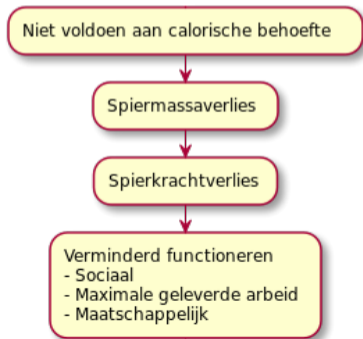 Niet voldoen aan calorische behoefte
Spiermassaverlies
Spierkrachtverlies
Verminderd functioneren
- Sociaal
- Maximale geleverde arbeid
- Maatschappelijk